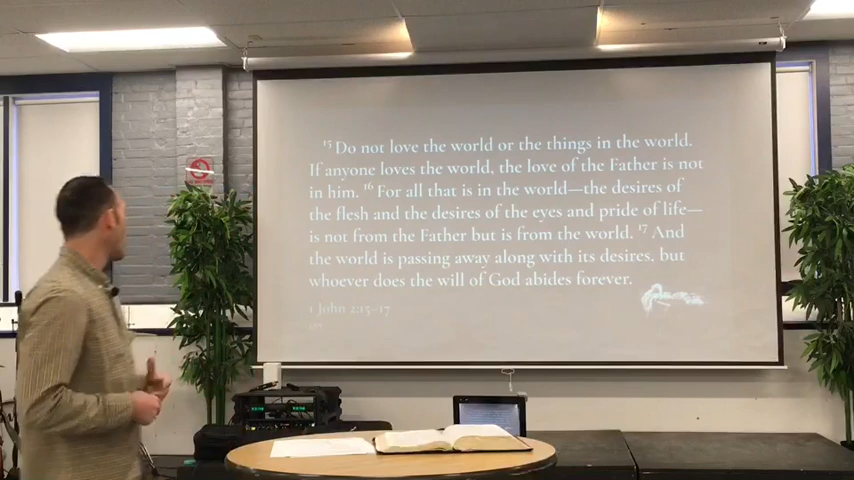 15 Do not love the world or the things in the world.
If anyone loves the world, the love of the Father is not
in him. 16 For all that is in the world—the desires of
the flesh and the desires of the eyes and pride of life—
is not from the Father but is from the world. 17 And
the world is passing away along with its desires, but
whoever does the will of God abides forever.
1 John 2:15–17